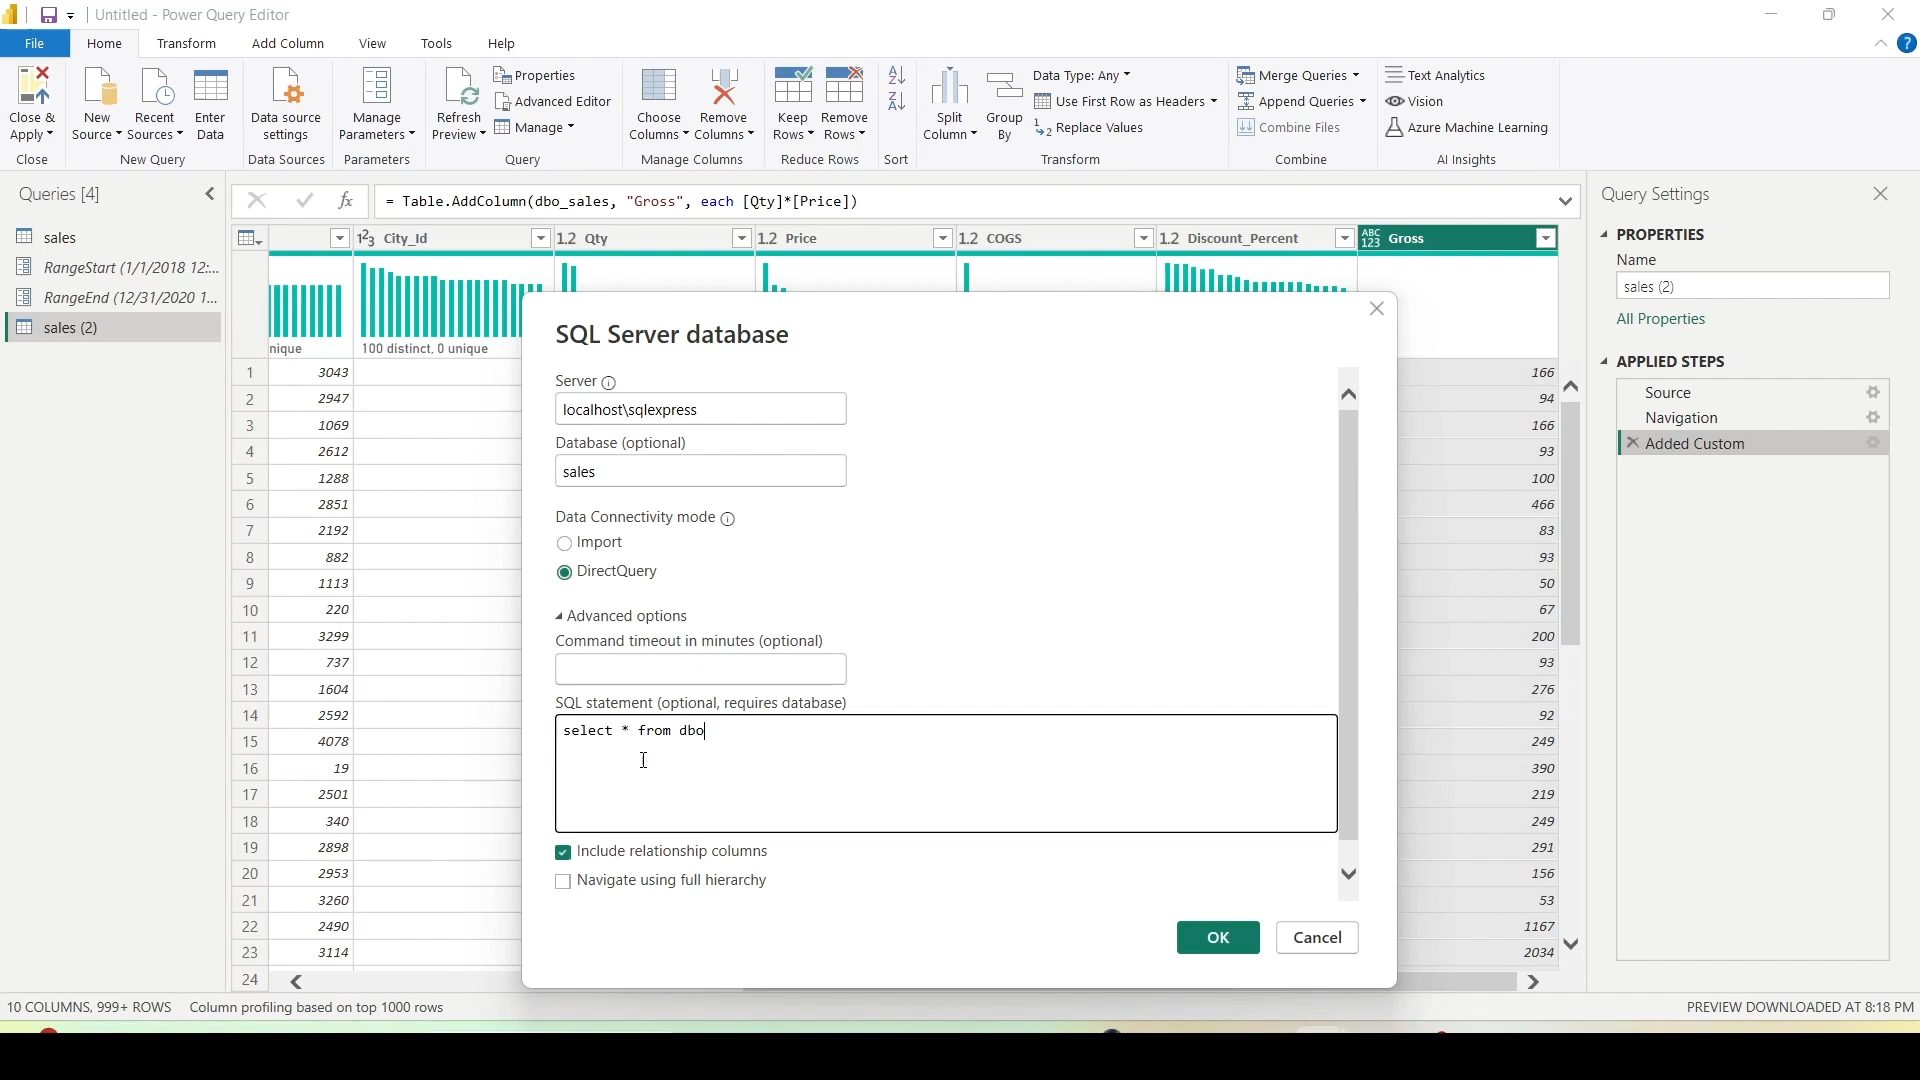 Untitled - Power Query Editor
File Home Transform Add Column View Tools Help
Close & Apply
New Source
Recent Sources
Enter Data
Data source settings
Manage Parameters
Refresh Preview
Properties
Advanced Editor
Manage
Choose Columns
Remove Columns
Keep Rows
Remove Rows
Split Column
Group By
Data Type: Any
Use First Row as Headers
Replace Values
Merge Queries
Append Queries
Combine Files
Text Analytics
Vision
Azure Machine Learning
Close New Query Data Sources Parameters Query Manage Columns Reduce Rows Sort Transform Combine AI Insights
Queries [4]
sales
RangeStart (1/1/2018 12:...
RangeEnd (12/31/2020 1...
sales (2)
fx = Table.AddColumn(dbo_sales, "Gross", each [Qty]*[Price])
123 City_Id 1.2 Qty 1.2 Price 1.2 COGS 1.2 Discount_Percent ABC 123 Gross
nique 100 distinct, 0 unique
1 3043 166
2 2947 94
3 1069 166
4 2612 93
5 1288 100
6 2851 466
7 2192 83
8 882 93
9 1113 50
10 220 67
11 3299 200
12 737 93
13 1604 276
14 2592 92
15 4078 249
16 19 390
17 2501 219
18 340 249
19 2898 291
20 2953 156
21 3260 53
22 2490 1167
23 3114 2034
24
SQL Server database
Server
localhost\sqlexpress
Database (optional)
sales
Data Connectivity mode
Import
DirectQuery
Advanced options
Command timeout in minutes (optional)
SQL statement (optional, requires database)
select * from dbo
Include relationship columns
Navigate using full hierarchy
OK Cancel
Query Settings
PROPERTIES
Name
sales (2)
All Properties
APPLIED STEPS
Source
Navigation
Added Custom
10 COLUMNS, 999+ ROWS Column profiling based on top 1000 rows
PREVIEW DOWNLOADED AT 8:18 PM